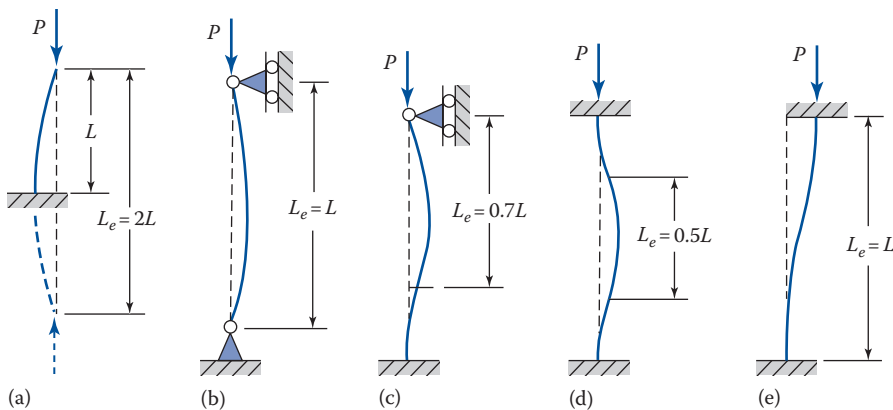 P
L
L_e = 2L
(a)
P
L_e = L
(b)
P
L_e = 0.7L
(c)
P
L_e = 0.5L
(d)
P
L_e = L
(e)